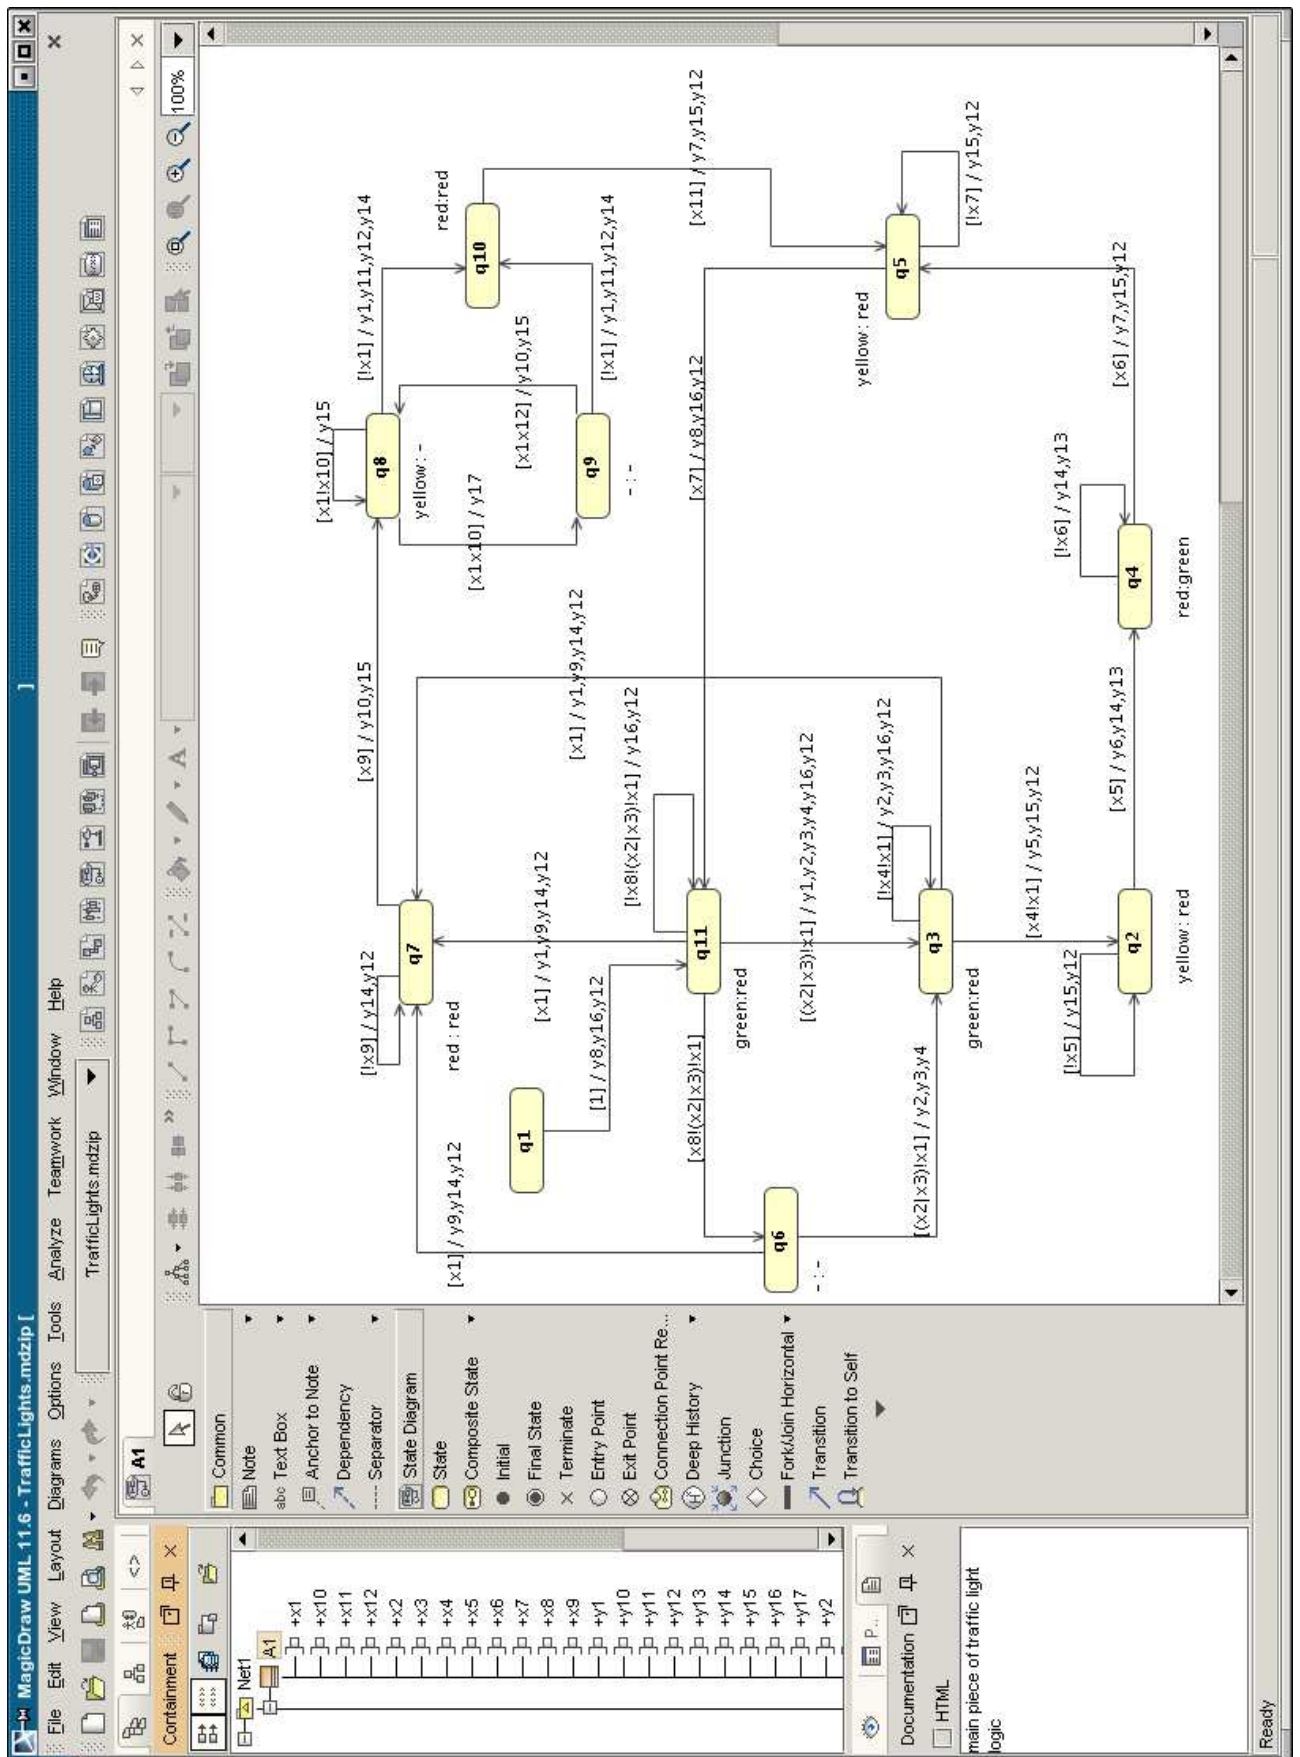 MagicDraw UML 11.6 - TrafficLights.mdzip [ ]
File Edit View Layout Diagrams Options Tools Analyze Teamwork Window Help
TrafficLights.mdzip
Containment
Net1
A1
+x1
+x10
+x11
+x12
+x2
+x3
+x4
+x5
+x6
+x7
+x8
+x9
+y1
+y10
+y11
+y12
+y13
+y14
+y15
+y16
+y17
+y2
P...
Documentation
HTML
main piece of traffic light
logic
A1
100%
Common
Note
abc Text Box
Anchor to Note
Dependency
Separator
State Diagram
State
Composite State
Initial
Final State
Terminate
Entry Point
Exit Point
Connection Point Re...
Deep History
Junction
Choice
Fork/Join Horizontal
Transition
Transition to Self
[x1!x10] / y15
[!x9] / y14,y12
[x9] / y10,y15
[!x1] / y1,y11,y12,y14
q7
q8
red : red
yellow: -
red:red
q10
[x1] / y9,y14,y12
[x1x10] / y17
q1
[x1] / y1,y9,y14,y12
[x1x12] / y10,y15
[x1] / y1,y9,y14,y12
q9
[!x1] / y1,y11,y12,y14
[1] / y8,y16,y12
- : -
[!x8!(x2|x3)!x1] / y16,y12
[x8!(x2|x3)!x1]
q11
[x7] / y8,y16,y12
[x11] / y7,y15,y12
green:red
q6
- : -
[(x2|x3)!x1] / y1,y2,y3,y4,y16,y12
yellow: red
[!x4!x1] / y2,y3,y16,y12
q5
[(x2|x3)!x1] / y2,y3,y4
q3
green:red
[!x7] / y15,y12
[x4!x1] / y5,y15,y12
[!x6] / y14,y13
[!x5] / y15,y12
[x5] / y6,y14,y13
[x6] / y7,y15,y12
q2
q4
yellow: red
red:green
Ready